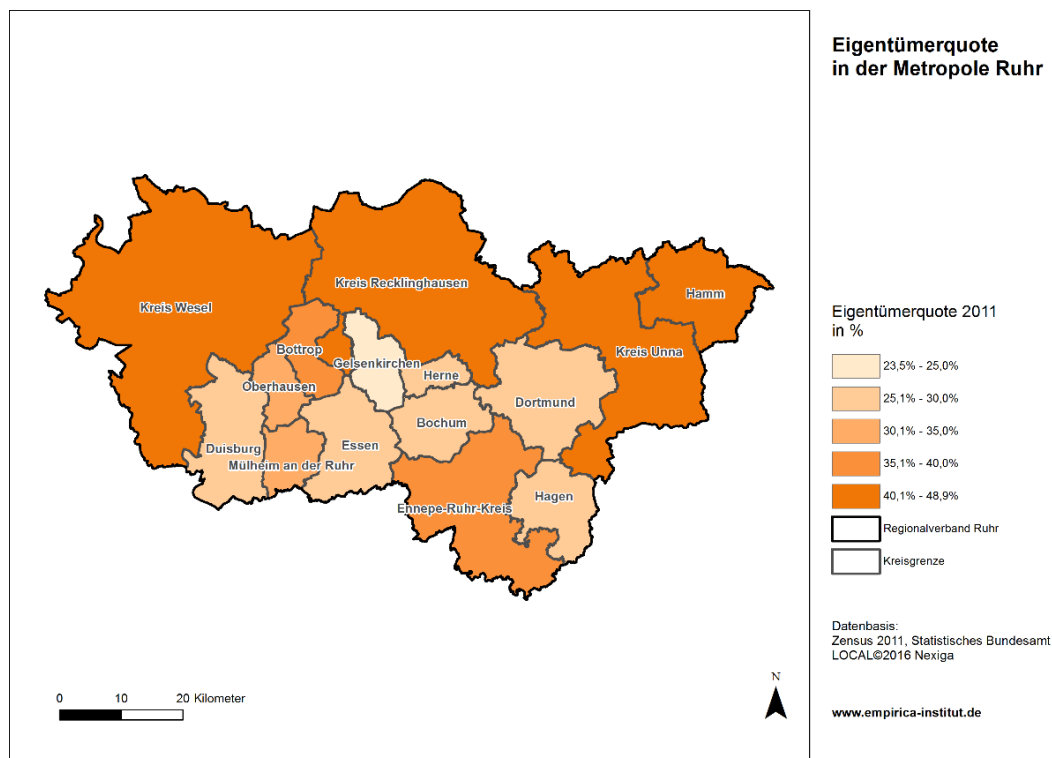 Eigentümerquote
in der Metropole Ruhr
Kreis Recklinghausen
Hamm
Kreis Wesel
Kreis Unna
Bottrop
Gelsenkirchen
Herne
Oberhausen
Dortmund
Bochum
Essen
Duisburg
Mülheim an der Ruhr
Hagen
Ennepe-Ruhr-Kreis
Eigentümerquote 2011
in %
23,5% - 25,0%
25,1% - 30,0%
30,1% - 35,0%
35,1% - 40,0%
40,1% - 48,9%
Regionalverband Ruhr
Kreisgrenze
Datenbasis:
Zensus 2011, Statistisches Bundesamt
LOCAL©2016 Nexiga
www.empirica-institut.de
0 10 20 Kilometer
N